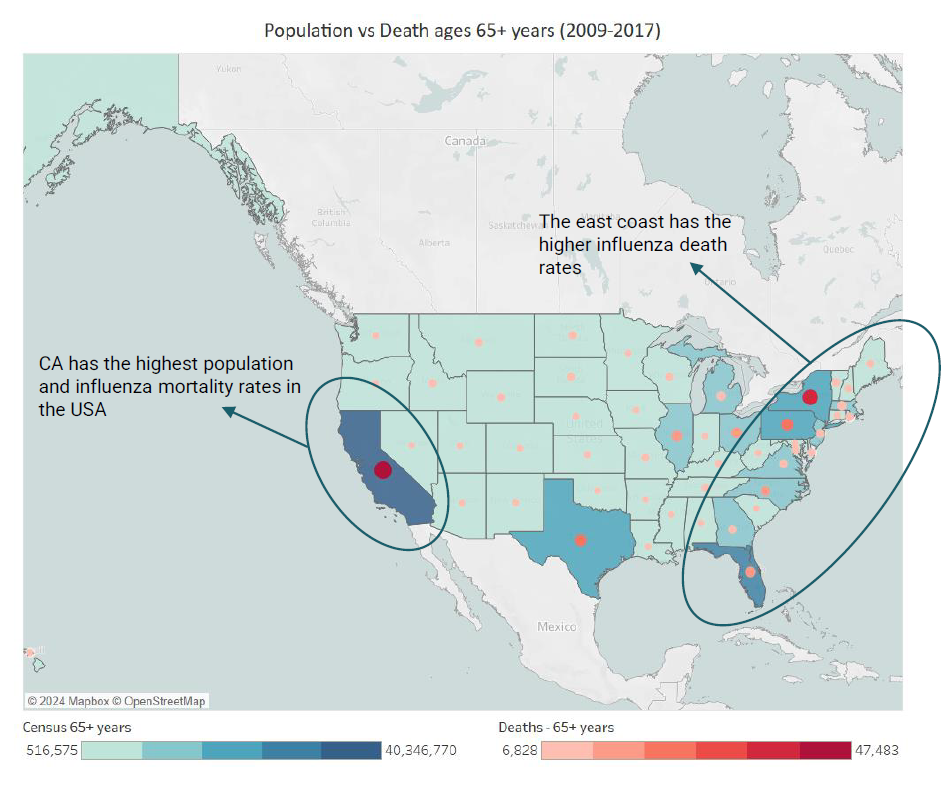 Population vs Death ages 65+ years (2009-2017)
Yukon
Canada
British
Columbia
Alberta
The east coast has the
higher influenza death
rates
Quebec
Ontario
CA has the highest population
and influenza mortality rates in
the USA
United
States
Mexico
© 2024 Mapbox © OpenStreetMap
Census 65+ years
516,575
40,346,770
Deaths - 65+ years
6,828
47,483